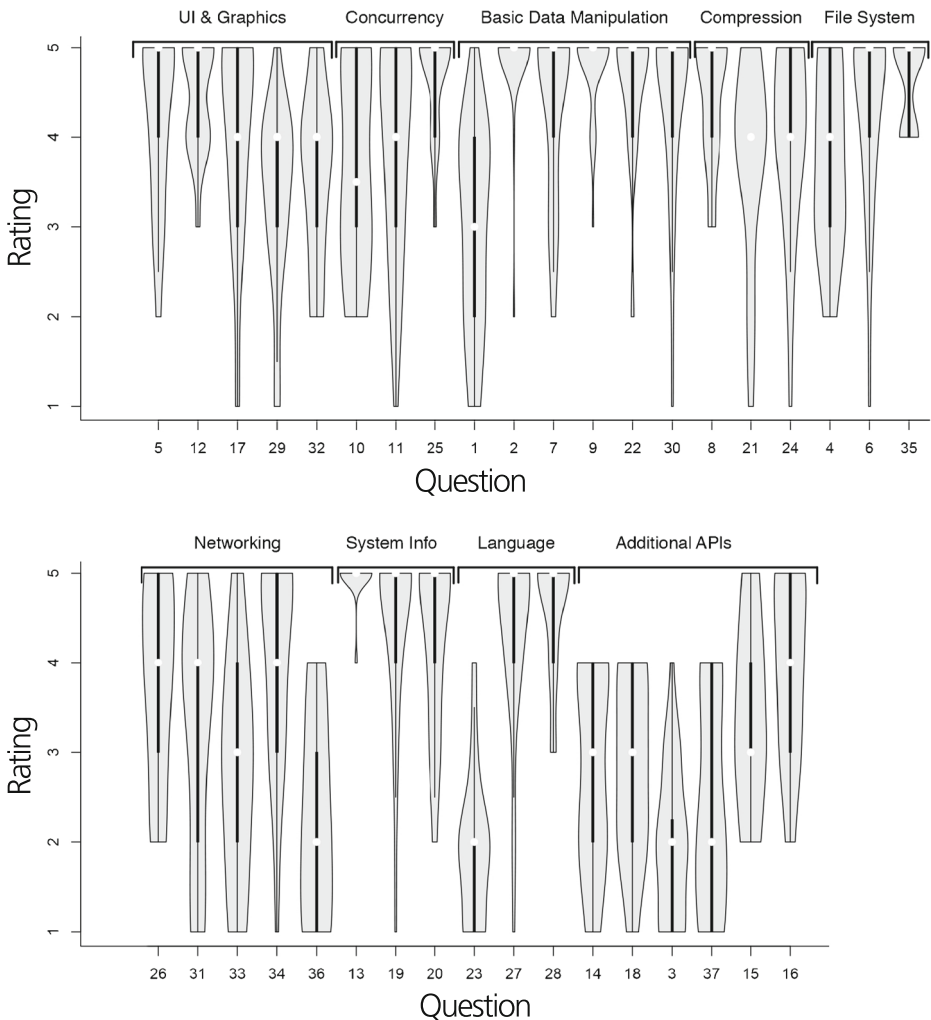 UI & Graphics Concurrency Basic Data Manipulation Compression File System
5
4
3
2
1
Rating
5 12 17 29 32 10 11 25 1 2 7 9 22 30 8 21 24 4 6 35
Question
Networking System Info Language Additional APIs
5
4
3
2
1
Rating
26 31 33 34 36 13 19 20 23 27 28 14 18 3 37 15 16
Question